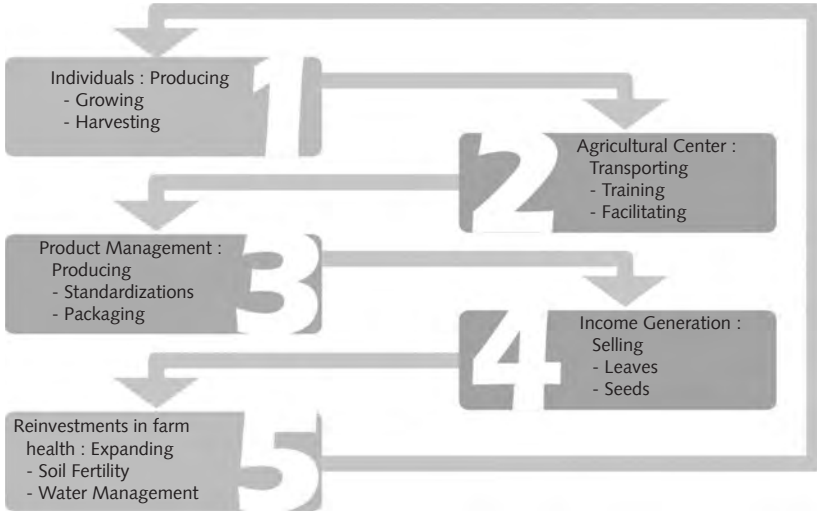 1
Individuals : Producing
- Growing
- Harvesting
2
Agricultural Center :
Transporting
- Training
- Facilitating
3
Product Management :
Producing
- Standardizations
- Packaging
4
Income Generation :
Selling
- Leaves
- Seeds
5
Reinvestments in farm
health : Expanding
- Soil Fertility
- Water Management